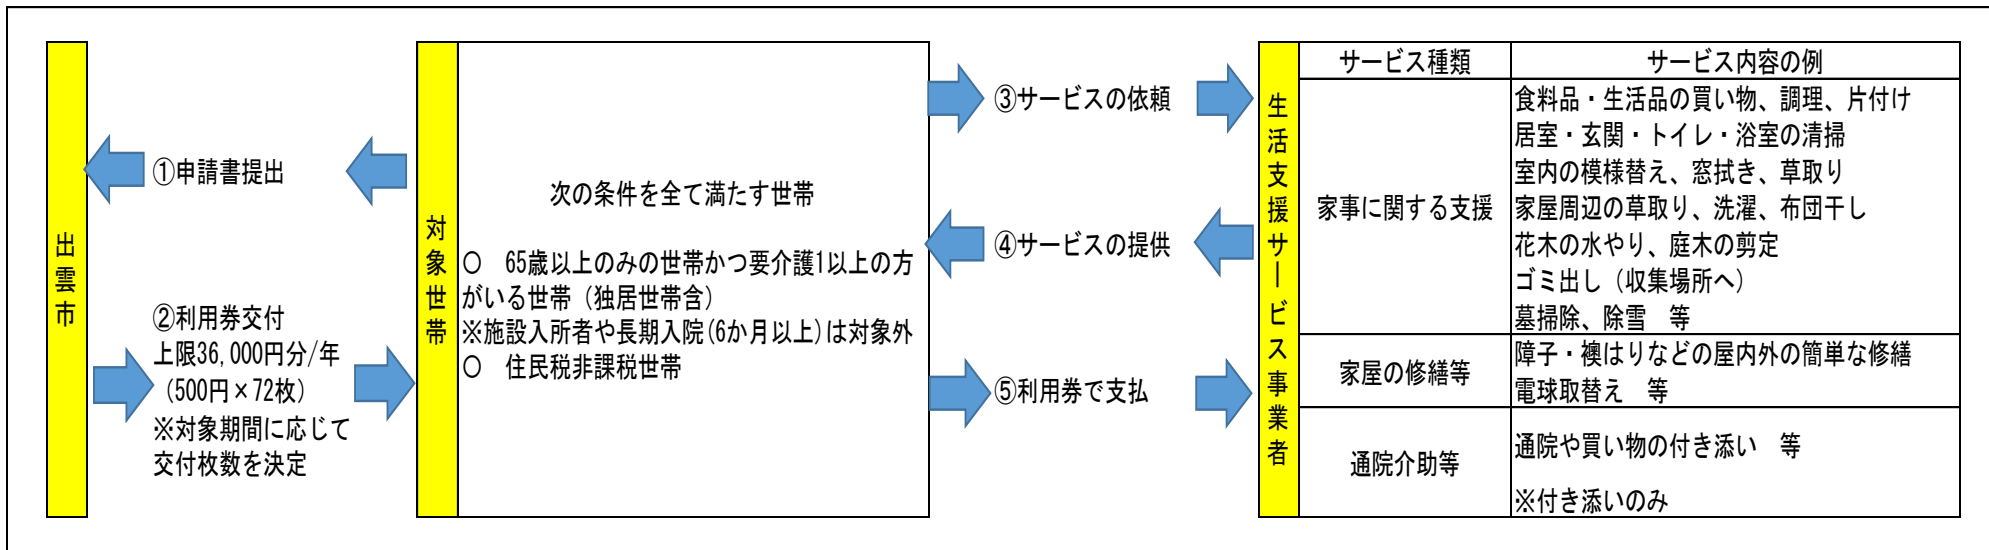 出雲市
①申請書提出
②利用券交付
上限36,000円分/年
（500円×72枚）
※対象期間に応じて
交付枚数を決定
対象世帯
次の条件を全て満たす世帯
○　65歳以上のみの世帯かつ要介護1以上の方
がいる世帯（独居世帯含）
※施設入所者や長期入院(6か月以上)は対象外
○　住民税非課税世帯
③サービスの依頼
④サービスの提供
⑤利用券で支払
生活支援サービス事業者
サービス種類
サービス内容の例
家事に関する支援
食料品・生活品の買い物、調理、片付け
居室・玄関・トイレ・浴室の清掃
室内の模様替え、窓拭き、草取り
家屋周辺の草取り、洗濯、布団干し
花木の水やり、庭木の剪定
ゴミ出し（収集場所へ）
墓掃除、除雪　等
家屋の修繕等
障子・襖はりなどの屋内外の簡単な修繕
電球取替え　等
通院介助等
通院や買い物の付き添い　等
※付き添いのみ